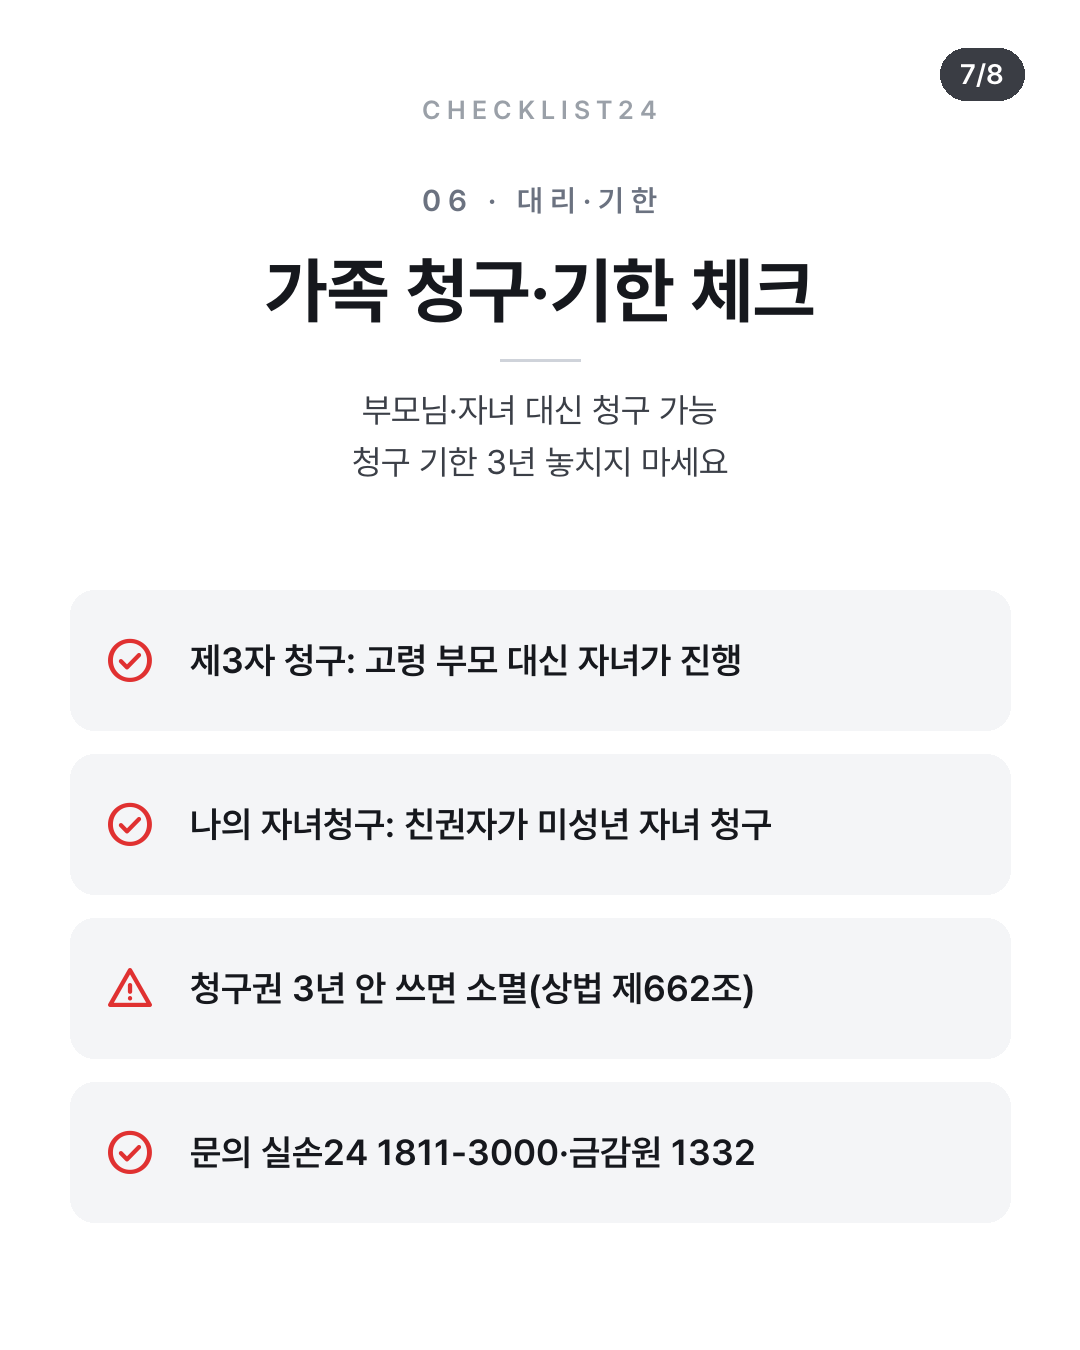 7/8
CHECKLIST24
06 · 대리·기한
가족 청구·기한 체크
부모님·자녀 대신 청구 가능
청구 기한 3년 놓치지 마세요
제3자 청구: 고령 부모 대신 자녀가 진행
나의 자녀청구: 친권자가 미성년 자녀 청구
청구권 3년 안 쓰면 소멸(상법 제662조)
문의 실손24 1811-3000·금감원 1332